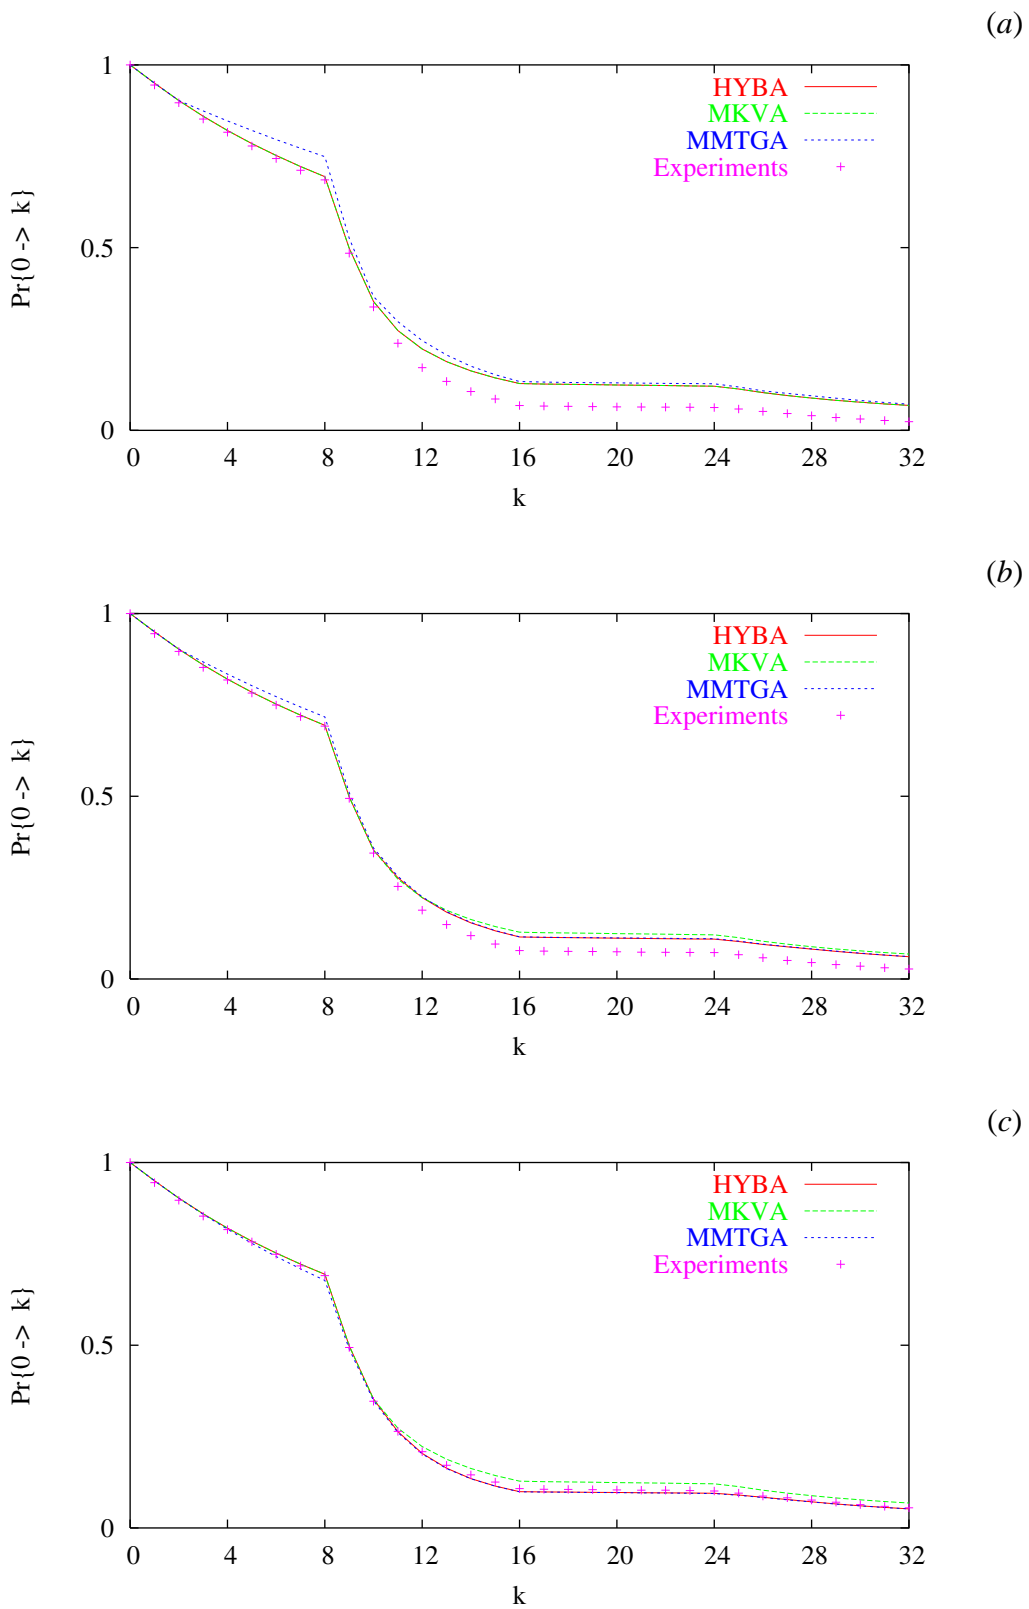 (a)
1
0.5
0
Pr{0 -> k}
HYBA
MKVA
MMTGA
Experiments
0 4 8 12 16 20 24 28 32
k
(b)
1
0.5
0
Pr{0 -> k}
HYBA
MKVA
MMTGA
Experiments
0 4 8 12 16 20 24 28 32
k
(c)
1
0.5
0
Pr{0 -> k}
HYBA
MKVA
MMTGA
Experiments
0 4 8 12 16 20 24 28 32
k